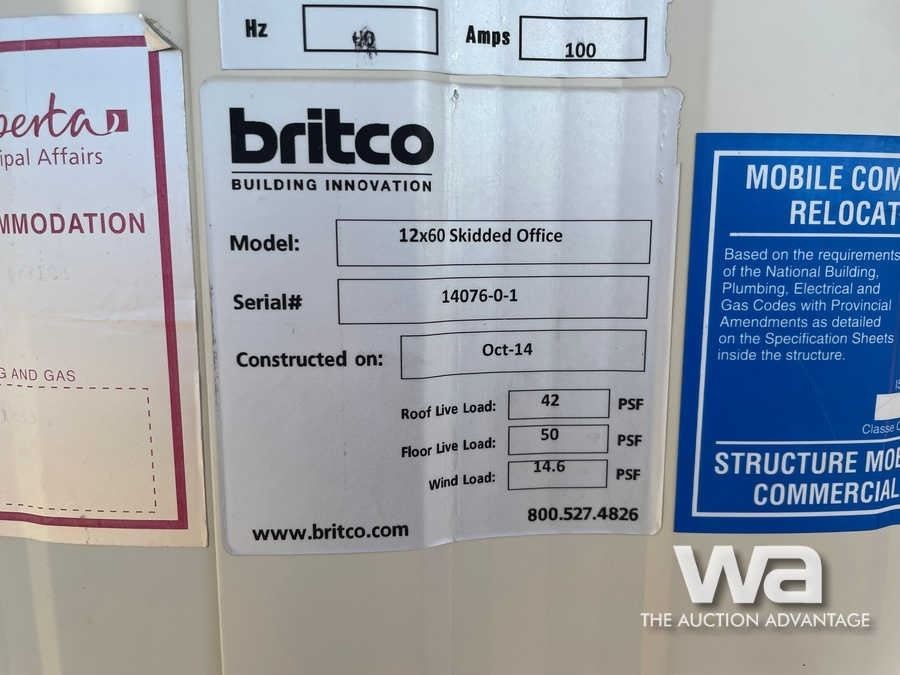 Hz
Amps 100
britco
BUILDING INNOVATION
Model: 12x60 Skidded Office
Serial# 14076-0-1
Constructed on: Oct-14
Roof Live Load: 42 PSF
Floor Live Load: 50 PSF
Wind Load: 14.6 PSF
www.britco.com 800.527.4826
berta
ipal Affairs
MMODATION
G AND GAS
MOBILE COM
RELOCAT
Based on the requirements
of the National Building,
Plumbing, Electrical and
Gas Codes with Provincial
Amendments as detailed
on the Specification Sheets
inside the structure.
Classe
STRUCTURE MOB
COMMERCIAL
wa
THE AUCTION ADVANTAGE